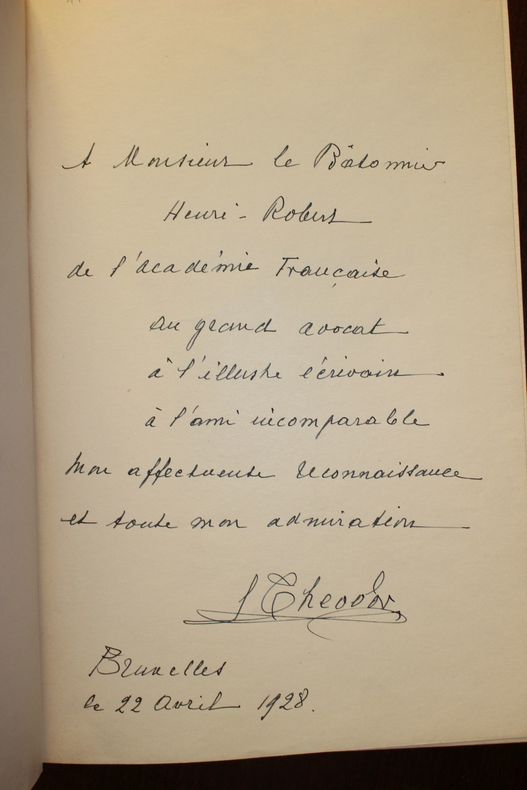 A Monsieur le Bâtonnier
Henri-Robert
de l'académie Française
au grand avocat
à l'illustre écrivain
à l'ami incomparable
Mon affectueuse reconnaissance
et toute mon admiration
L Theodor
Bruxelles
le 22 Avril 1928.